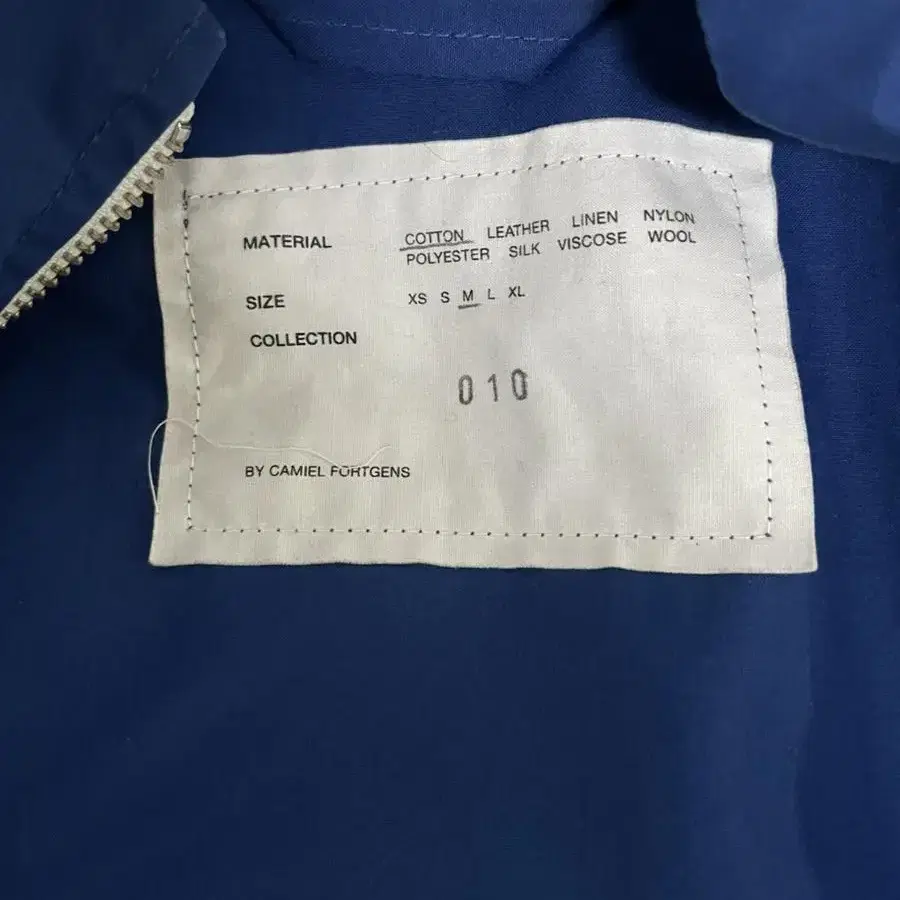 MATERIAL COTTON LEATHER LINEN NYLON
POLYESTER SILK VISCOSE WOOL
SIZE XS S M L XL
COLLECTION
010
BY CAMIEL FORTGENS